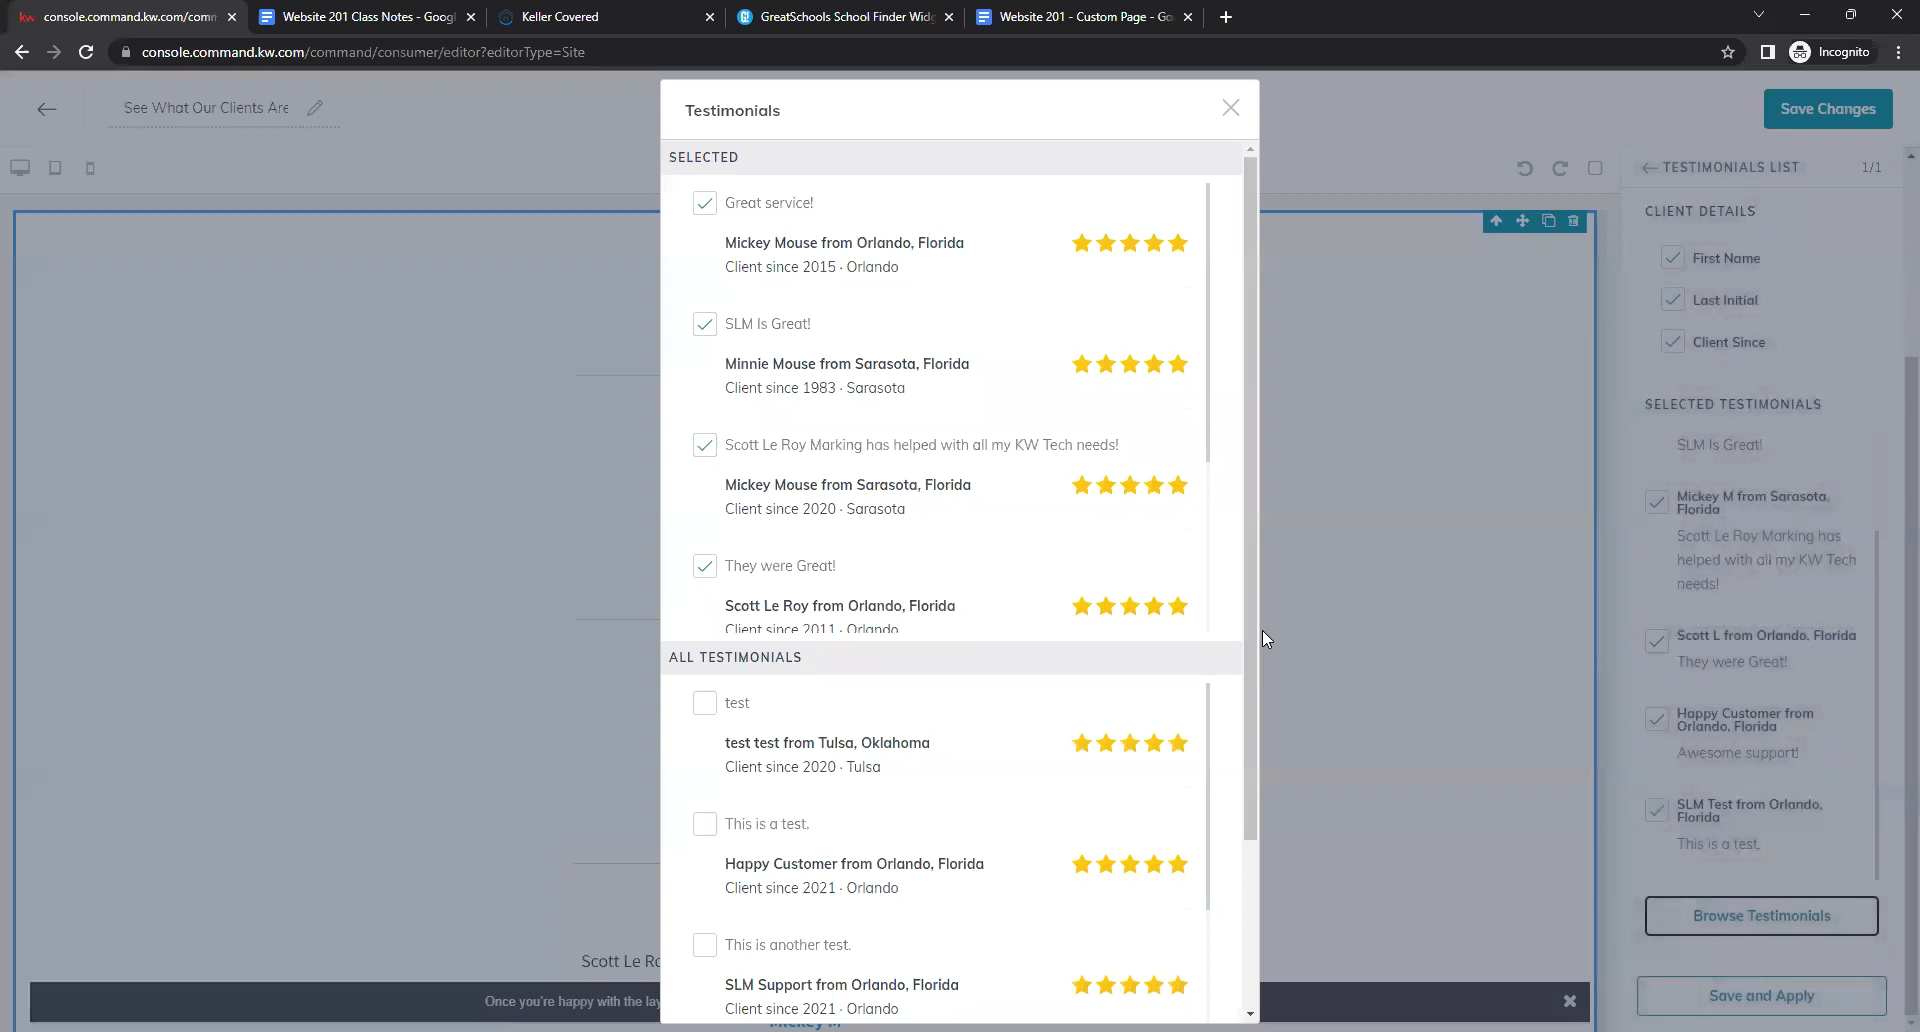 kw console.command.kw.com/comm
Website 201 Class Notes - Googl
Keller Covered
GreatSchools School Finder Widg
Website 201 - Custom Page - Go
console.command.kw.com/command/consumer/editor?editorType=Site
Incognito
See What Our Clients Are
Save Changes
Testimonials
SELECTED
Great service!
Mickey Mouse from Orlando, Florida
Client since 2015 · Orlando
SLM Is Great!
Minnie Mouse from Sarasota, Florida
Client since 1983 · Sarasota
Scott Le Roy Marking has helped with all my KW Tech needs!
Mickey Mouse from Sarasota, Florida
Client since 2020 · Sarasota
They were Great!
Scott Le Roy from Orlando, Florida
Client since 2011 · Orlando
ALL TESTIMONIALS
test
test test from Tulsa, Oklahoma
Client since 2020 · Tulsa
This is a test.
Happy Customer from Orlando, Florida
Client since 2021 · Orlando
This is another test.
SLM Support from Orlando, Florida
Client since 2021 · Orlando
TESTIMONIALS LIST 1/1
CLIENT DETAILS
First Name
Last Initial
Client Since
SELECTED TESTIMONIALS
SLM Is Great!
Mickey M from Sarasota,
Florida
Scott Le Roy Marking has
helped with all my KW Tech
needs!
Scott L from Orlando, Florida
They were Great!
Happy Customer from
Orlando, Florida
Awesome support!
SLM Test from Orlando,
Florida
This is a test.
Browse Testimonials
Save and Apply
Scott Le Ro
Once you're happy with the lay
Mickey M